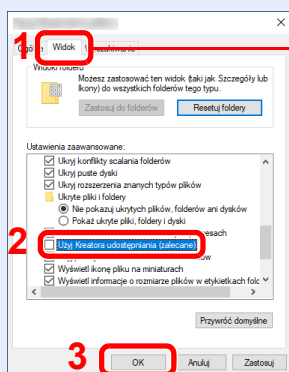 1
Widok
Widoki folderu
Możesz zastosować ten widok (taki jak Szczegóły lub
Ikony) do wszystkich folderów tego typu.
Zastosuj do folderów
Resetuj foldery
Ustawienia zaawansowane:
Ukryj konflikty scalania folderów
Ukryj puste dyski
Ukryj rozszerzenia znanych typów plików
Ukryte pliki i foldery
Nie pokazuj ukrytych plików, folderów ani dysków
Pokaż ukryte pliki, foldery i dyski
2
Użyj Kreatora udostępniania (zalecane)
Wyświetl ikonę pliku na miniaturach
Wyświetl informacje o rozmiarze plików w etykietkach fold
Przywróć domyślne
3
OK
Anuluj
Zastosuj